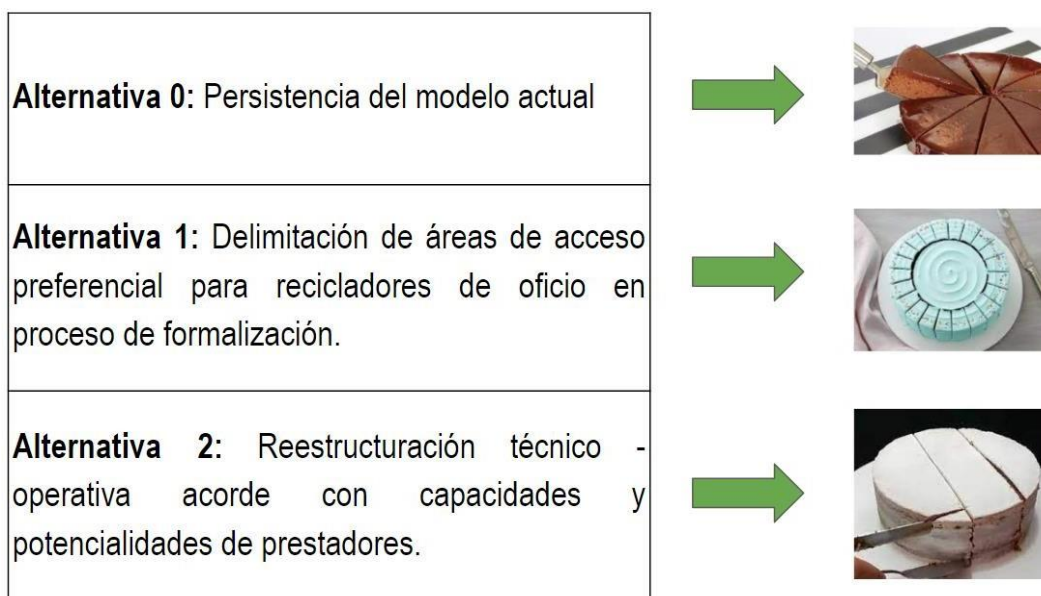 Alternativa 0: Persistencia del modelo actual
Alternativa 1: Delimitación de áreas de acceso
preferencial para recicladores de oficio en
proceso de formalización.
Alternativa 2: Reestructuración técnico -
operativa acorde con capacidades y
potencialidades de prestadores.